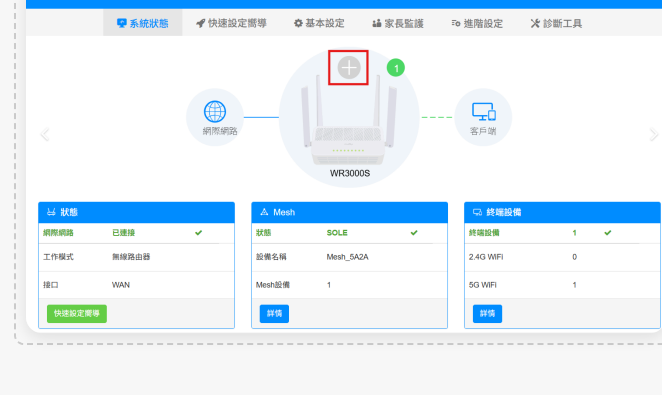 系統狀態 快速設定嚮導 基本設定 家長監護 進階設定 診斷工具
1
網際網路
客戶端
WR3000S
狀態
網際網路 已連接
工作模式 無線路由器
接口 WAN
快速設定嚮導
Mesh
狀態 SOLE
設備名稱 Mesh_5A2A
Mesh設備 1
詳情
終端設備
終端設備 1
2.4G WiFi 0
5G WiFi 1
詳情